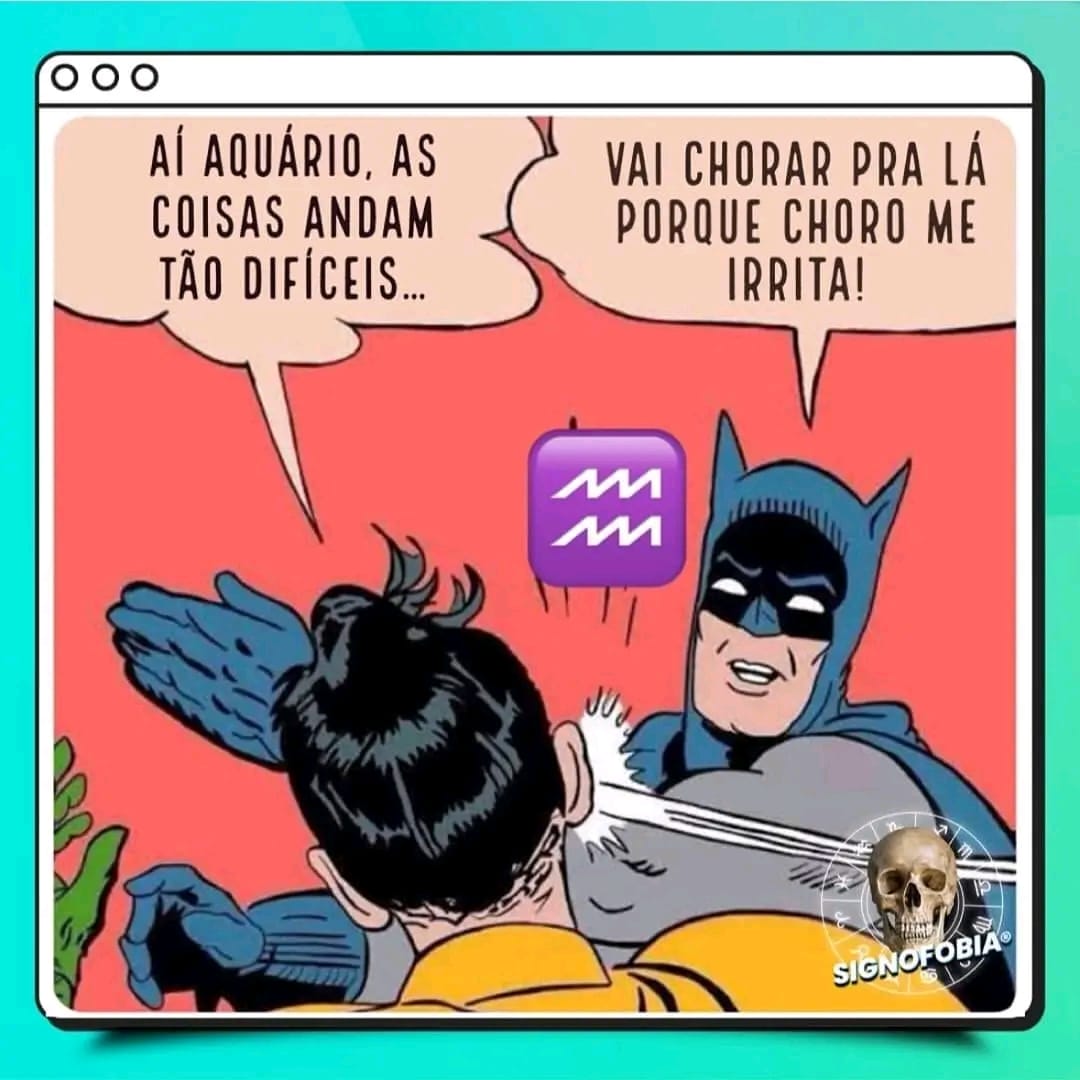 AÍ AQUÁRIO, AS
COISAS ANDAM
TÃO DIFÍCEIS...
VAI CHORAR PRA LÁ
PORQUE CHORO ME
IRRITA!
SIGNOFOBIA®